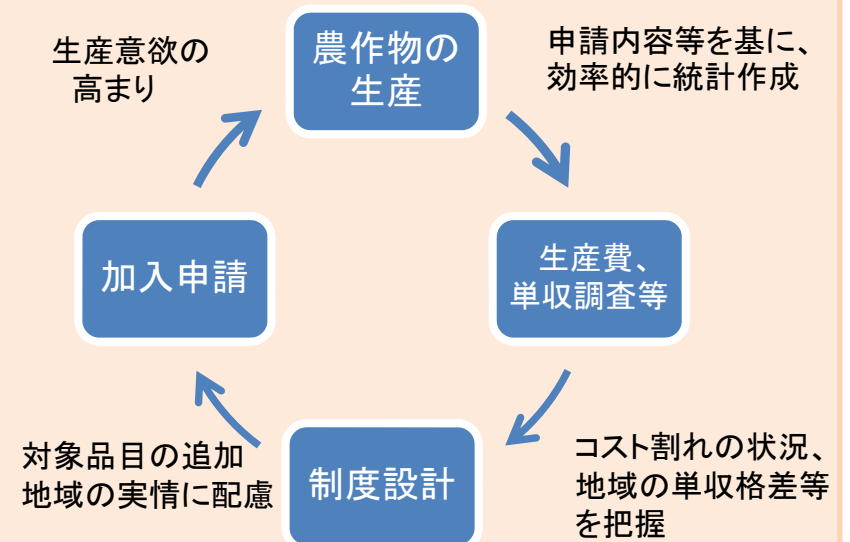 生産意欲の
高まり
農作物の
生産
申請内容等を基に、
効率的に統計作成
加入申請
生産費、
単収調査等
対象品目の追加
地域の実情に配慮
制度設計
コスト割れの状況、
地域の単収格差等
を把握